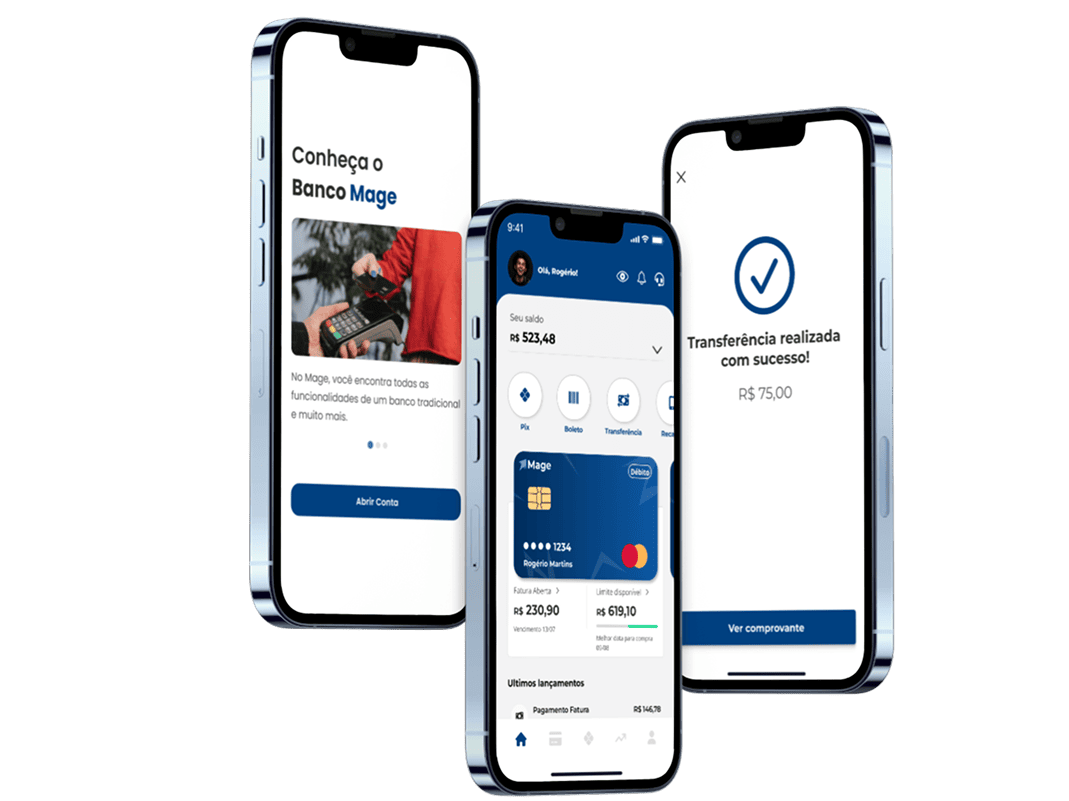 Conheça o
Banco Mage
No Mage, você encontra todas as
funcionalidades de um banco tradicional
e muito mais.
Abrir Conta
9:41
Olá, Rogério!
Seu saldo
R$ 523,48
Pix
Boleto
Transferência
Reca
Mage
Débito
1234
Rogério Martins
Fatura Aberta
Limite disponível
R$ 230,90
R$ 619,10
Vencimento 13/07
Melhor data para compra
Ultimos lançamentos
Pagamento Fatura
R$ 146,78
Transferência realizada
com sucesso!
R$ 75,00
Ver comprovante